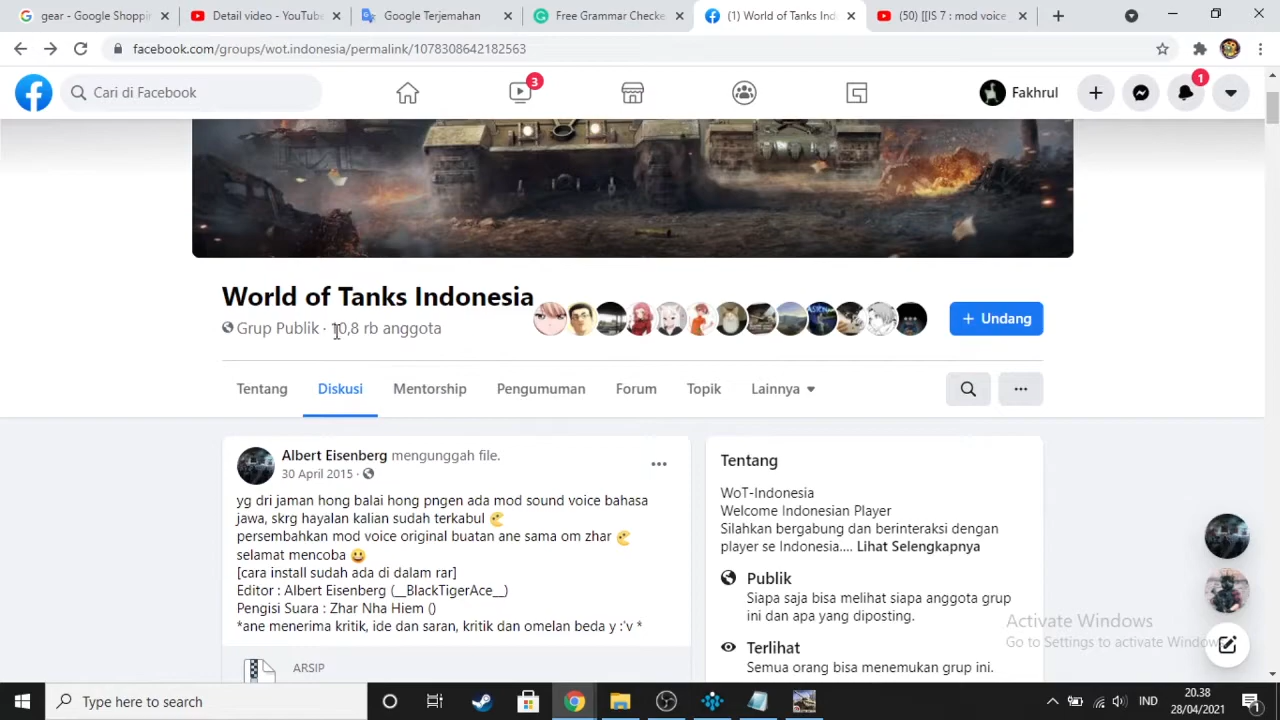 gear - Google Shoppin
Detail video - YouTube
Google Terjemahan
Free Grammar Checke
(1) World of Tanks Ind
(50) [[IS 7 : mod voice
facebook.com/groups/wot.indonesia/permalink/1078308642182563
Cari di Facebook
3
Fakhrul
1
World of Tanks Indonesia
Grup Publik · 10,8 rb anggota
+ Undang
Tentang
Diskusi
Mentorship
Pengumuman
Forum
Topik
Lainnya
Albert Eisenberg mengunggah file.
30 April 2015 ·
yg dri jaman hong balai hong pngen ada mod sound voice bahasa
jawa, skrg hayalan kalian sudah terkabul
persembahkan mod voice original buatan ane sama om zhar
selamat mencoba
[cara install sudah ada di dalam rar]
Editor : Albert Eisenberg (__BlackTigerAce__)
Pengisi Suara : Zhar Nha Hiem ()
*ane menerima kritik, ide dan saran, kritik dan omelan beda y :'v *
ARSIP
Tentang
WoT-Indonesia
Welcome Indonesian Player
Silahkan bergabung dan berinteraksi dengan
player se Indonesia.... Lihat Selengkapnya
Publik
Siapa saja bisa melihat siapa anggota grup
ini dan apa yang diposting.
Terlihat
Semua orang bisa menemukan grup ini.
Activate Windows
Go to Settings to activate Windows
Type here to search
IND
20.38
28/04/2021
1